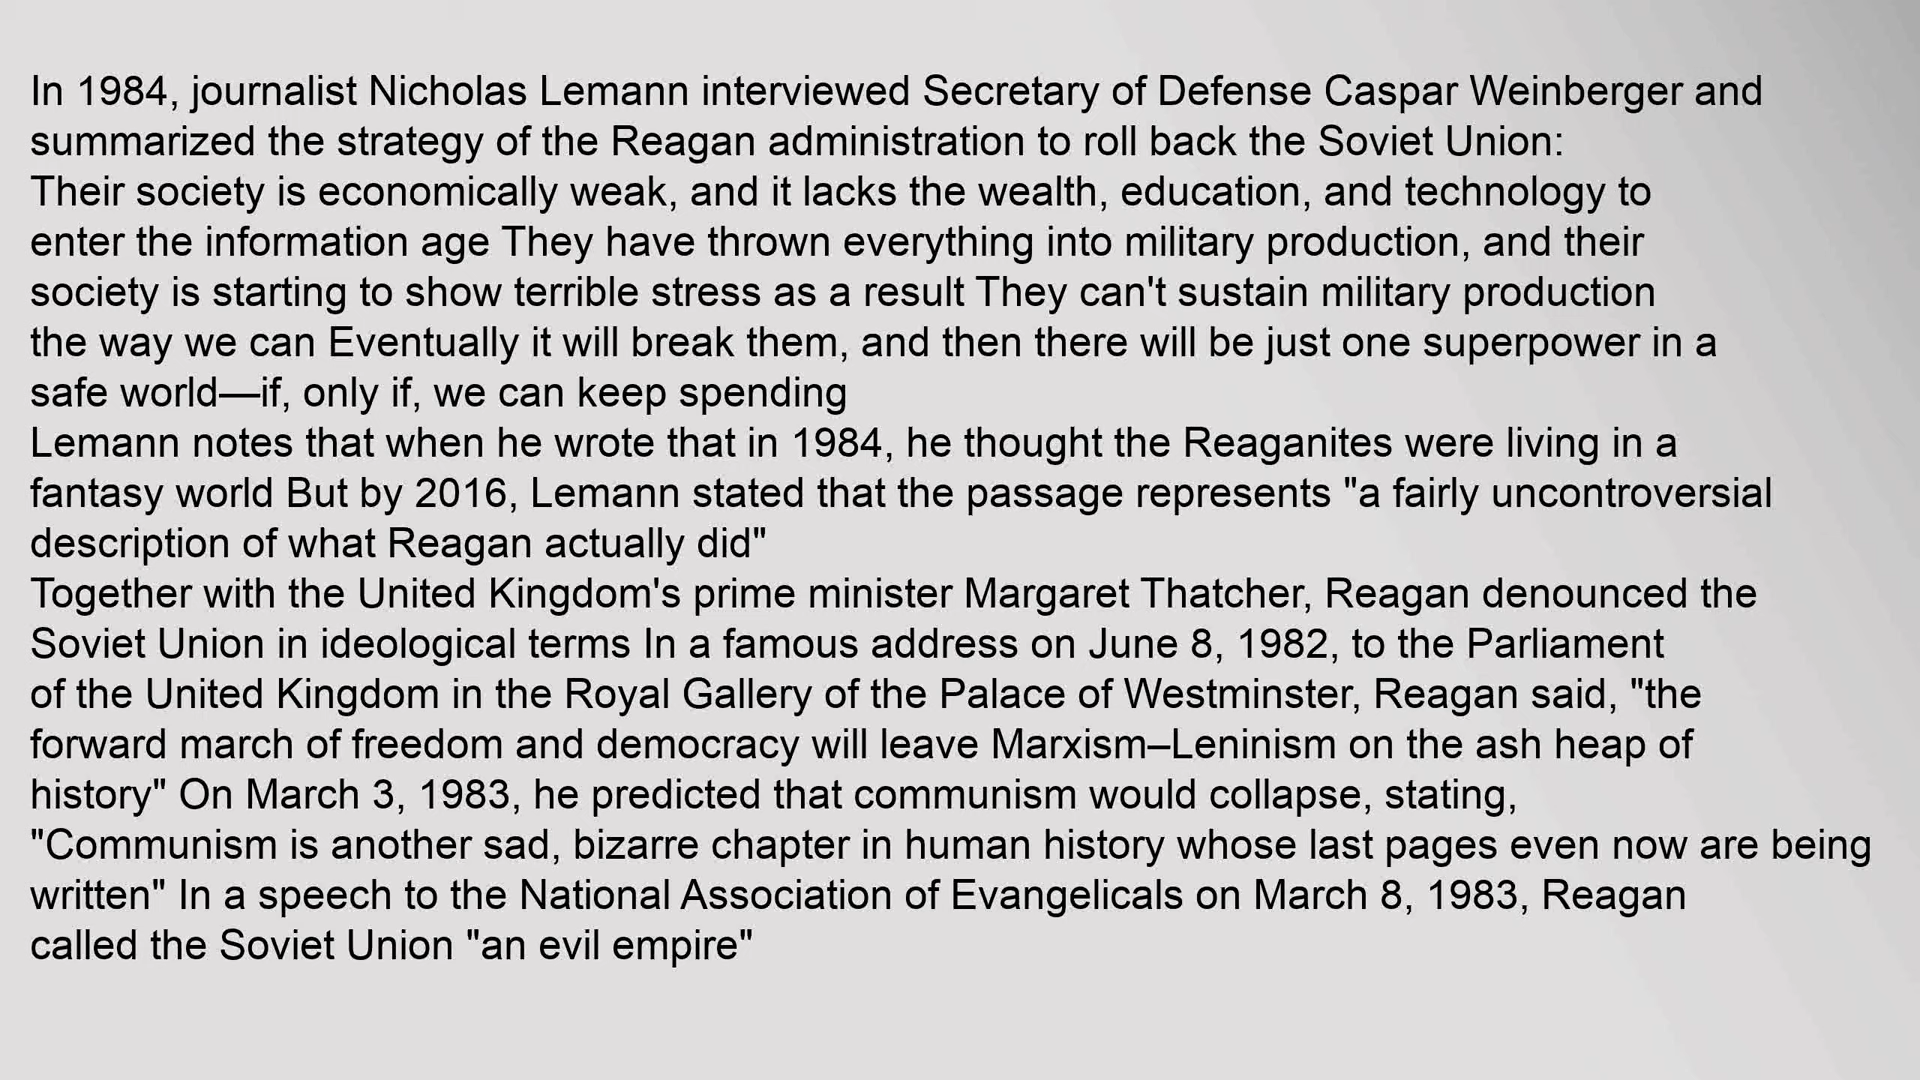 In 1984, journalist Nicholas Lemann interviewed Secretary of Defense Caspar Weinberger and
summarized the strategy of the Reagan administration to roll back the Soviet Union:
Their society is economically weak, and it lacks the wealth, education, and technology to
enter the information age They have thrown everything into military production, and their
society is starting to show terrible stress as a result They can't sustain military production
the way we can Eventually it will break them, and then there will be just one superpower in a
safe world—if, only if, we can keep spending
Lemann notes that when he wrote that in 1984, he thought the Reaganites were living in a
fantasy world But by 2016, Lemann stated that the passage represents "a fairly uncontroversial
description of what Reagan actually did"
Together with the United Kingdom's prime minister Margaret Thatcher, Reagan denounced the
Soviet Union in ideological terms In a famous address on June 8, 1982, to the Parliament
of the United Kingdom in the Royal Gallery of the Palace of Westminster, Reagan said, "the
forward march of freedom and democracy will leave Marxism–Leninism on the ash heap of
history" On March 3, 1983, he predicted that communism would collapse, stating,
"Communism is another sad, bizarre chapter in human history whose last pages even now are being
written" In a speech to the National Association of Evangelicals on March 8, 1983, Reagan
called the Soviet Union "an evil empire"